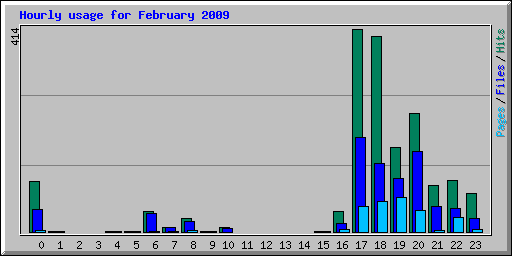 Hourly usage for February 2009
414
Pages/Files/Hits
0 1 2 3 4 5 6 7 8 9 10 11 12 13 14 15 16 17 18 19 20 21 22 23